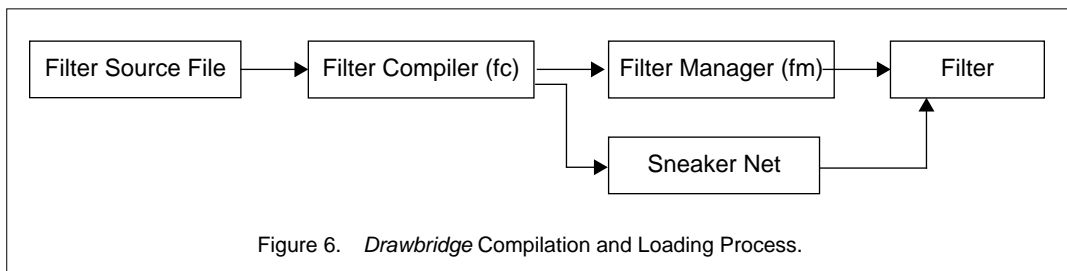 Filter Source File
Filter Compiler (fc)
Filter Manager (fm)
Filter
Sneaker Net
Figure 6. Drawbridge Compilation and Loading Process.